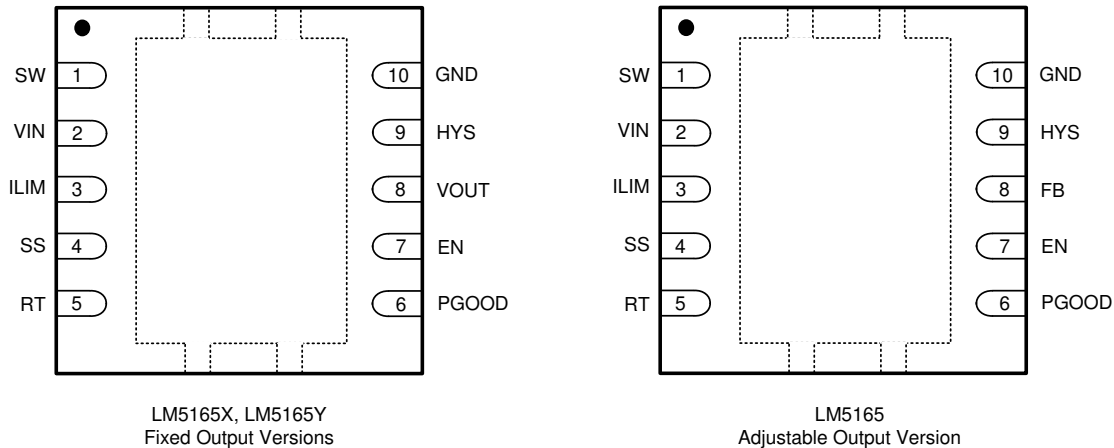 SW 1 10 GND
VIN 2 9 HYS
ILIM 3 8 VOUT
SS 4 7 EN
RT 5 6 PGOOD
LM5165X, LM5165Y
Fixed Output Versions
SW 1 10 GND
VIN 2 9 HYS
ILIM 3 8 FB
SS 4 7 EN
RT 5 6 PGOOD
LM5165
Adjustable Output Version